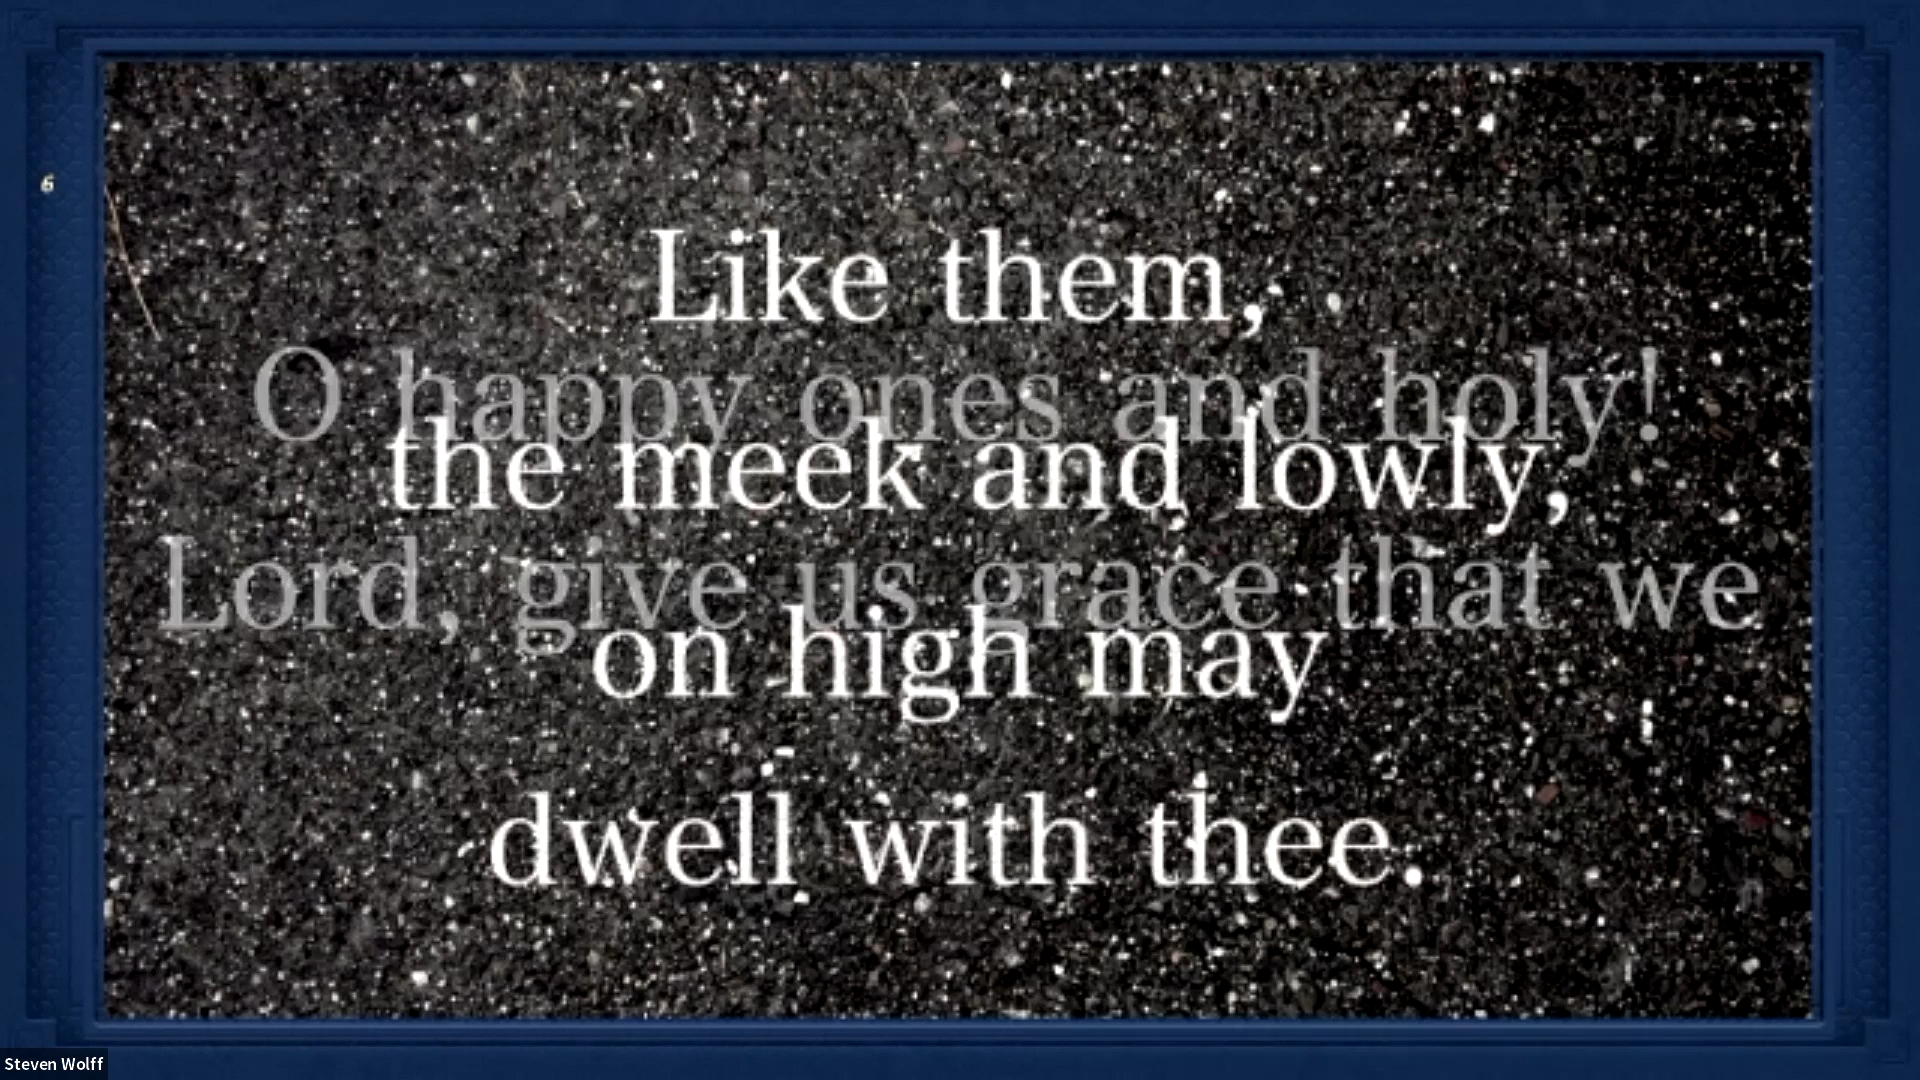 6
Like them,
O happy ones and holy!
the meek and lowly,
Lord, give us grace that we
on high may
dwell with thee.
Steven Wolff